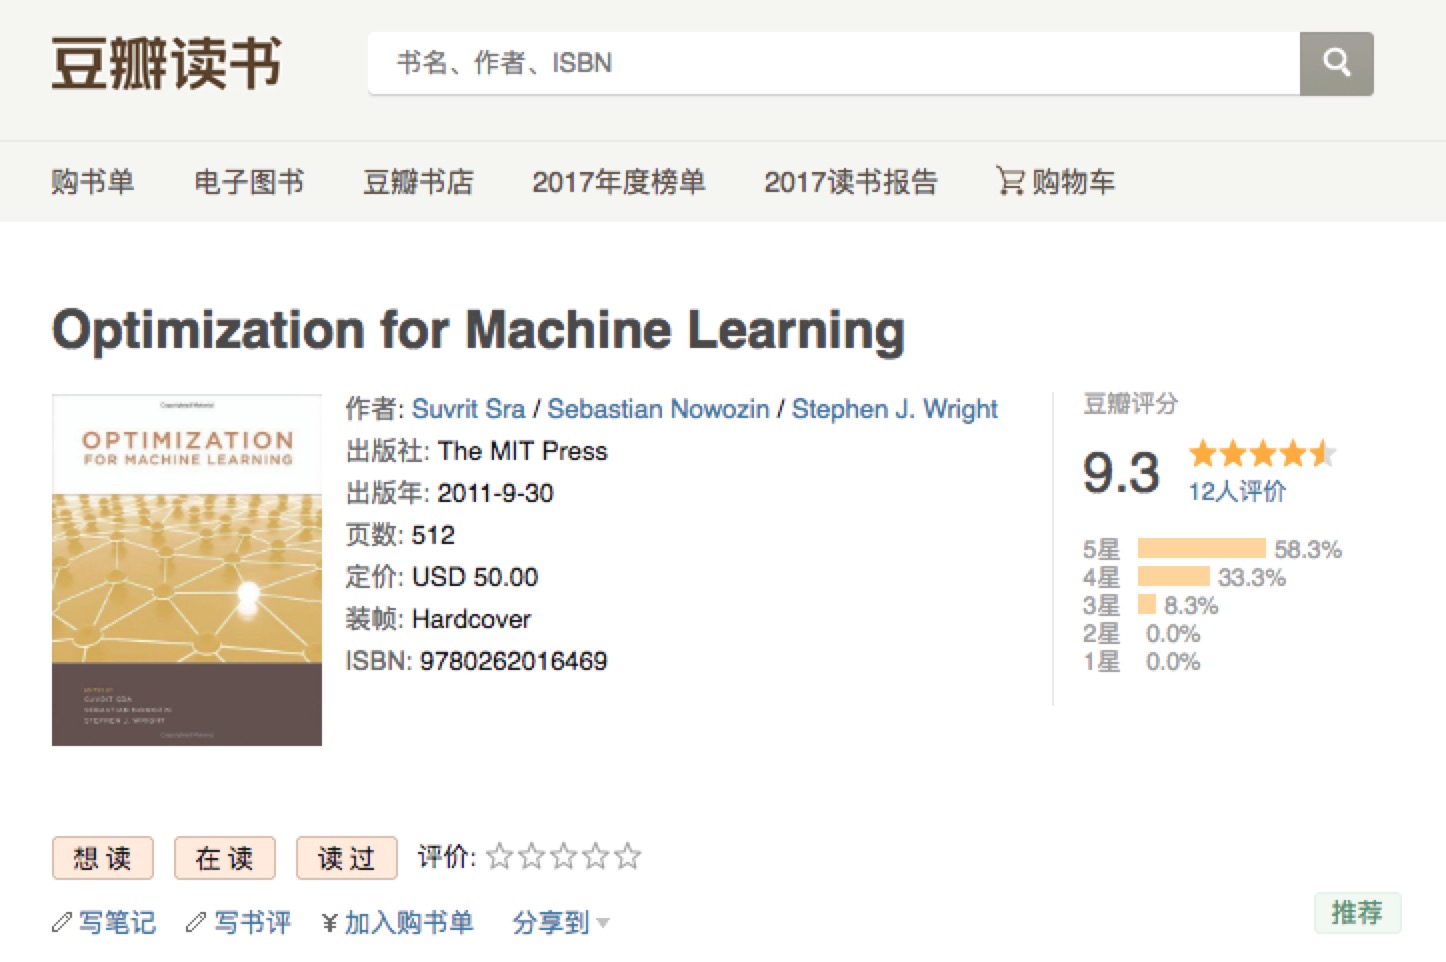 豆瓣读书
书名、作者、ISBN
购书单 电子图书 豆瓣书店 2017年度榜单 2017读书报告 购物车
Optimization for Machine Learning
OPTIMIZATION
FOR MACHINE LEARNING
SUVRIT SRA
SEBASTIAN NOWOZIN
STEPHEN J. WRIGHT
作者: Suvrit Sra / Sebastian Nowozin / Stephen J. Wright
出版社: The MIT Press
出版年: 2011-9-30
页数: 512
定价: USD 50.00
装帧: Hardcover
ISBN: 9780262016469
豆瓣评分
9.3
12人评价
5星 58.3%
4星 33.3%
3星 8.3%
2星 0.0%
1星 0.0%
想读 在读 读过 评价:
写笔记 写书评 ¥加入购书单 分享到
推荐